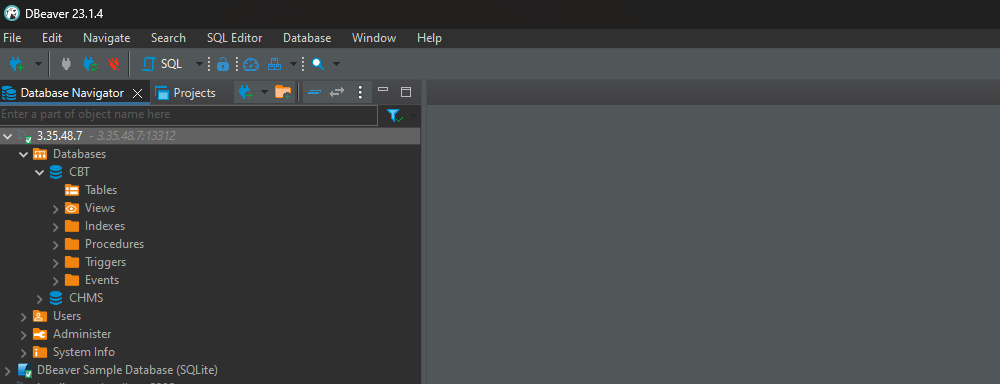 DBeaver 23.1.4
File Edit Navigate Search SQL Editor Database Window Help
SQL
Database Navigator Projects
Enter a part of object name here
3.35.48.7 - 3.35.48.7:13312
Databases
CBT
Tables
Views
Indexes
Procedures
Triggers
Events
CHMS
Users
Administer
System Info
DBeaver Sample Database (SQLite)